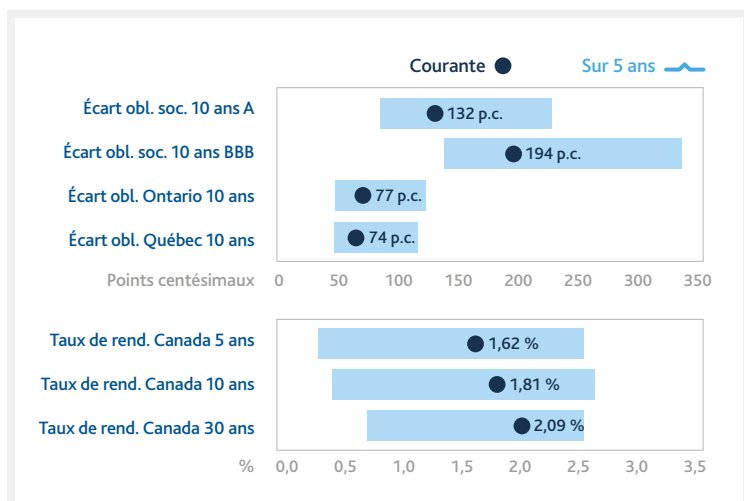 Courante Sur 5 ans
Écart obl. soc. 10 ans A 132 p.c.
Écart obl. soc. 10 ans BBB 194 p.c.
Écart obl. Ontario 10 ans 77 p.c.
Écart obl. Québec 10 ans 74 p.c.
Points centésimaux 0 50 100 150 200 250 300 350
Taux de rend. Canada 5 ans 1,62 %
Taux de rend. Canada 10 ans 1,81 %
Taux de rend. Canada 30 ans 2,09 %
% 0,0 0,5 1,0 1,5 2,0 2,5 3,0 3,5